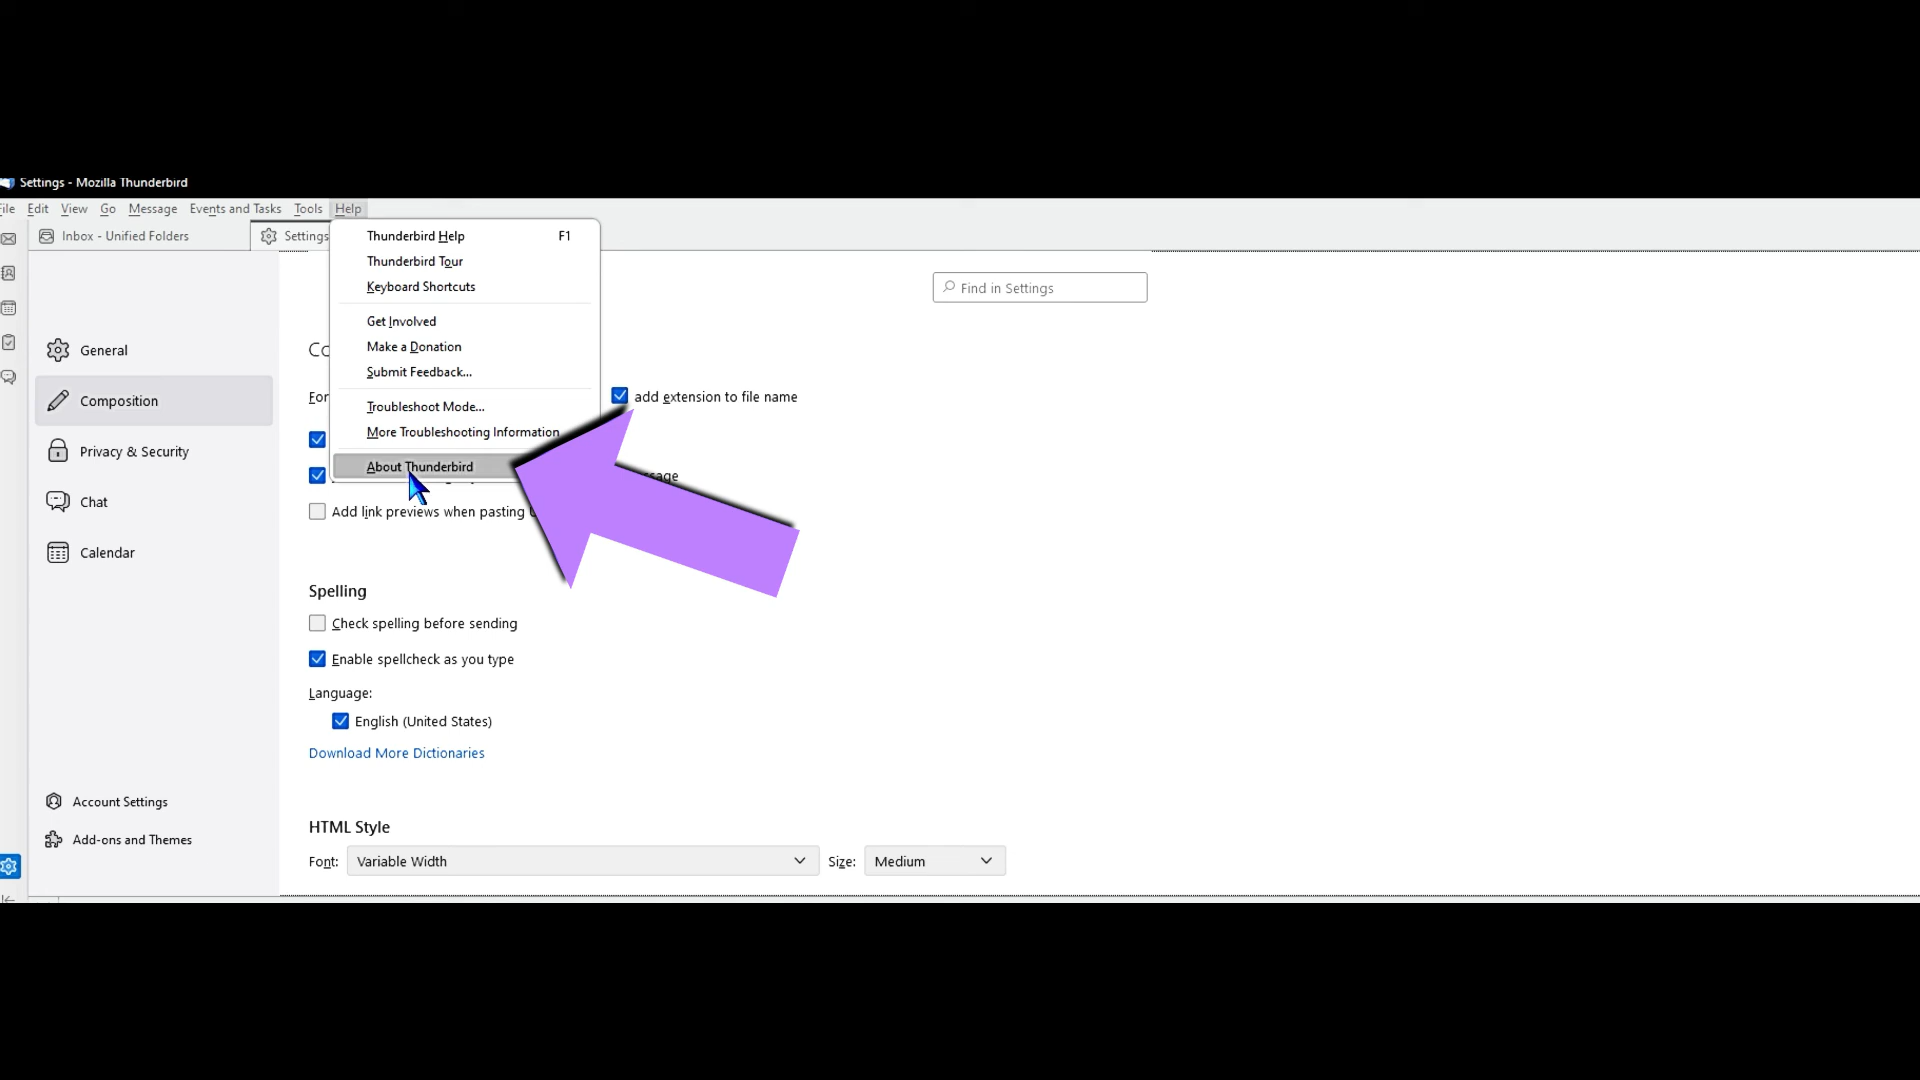 Settings - Mozilla Thunderbird
File Edit View Go Message Events and Tasks Tools Help
Inbox - Unified Folders
Settings
Thunderbird Help F1
Thunderbird Tour
Keyboard Shortcuts
Get Involved
Make a Donation
Submit Feedback...
Troubleshoot Mode...
More Troubleshooting Information
About Thunderbird
Find in Settings
General
Composition
Privacy & Security
Chat
Calendar
Account Settings
Add-ons and Themes
add extension to file name
Add link previews when pasting
Spelling
Check spelling before sending
Enable spellcheck as you type
Language:
English (United States)
Download More Dictionaries
HTML Style
Font: Variable Width Size: Medium